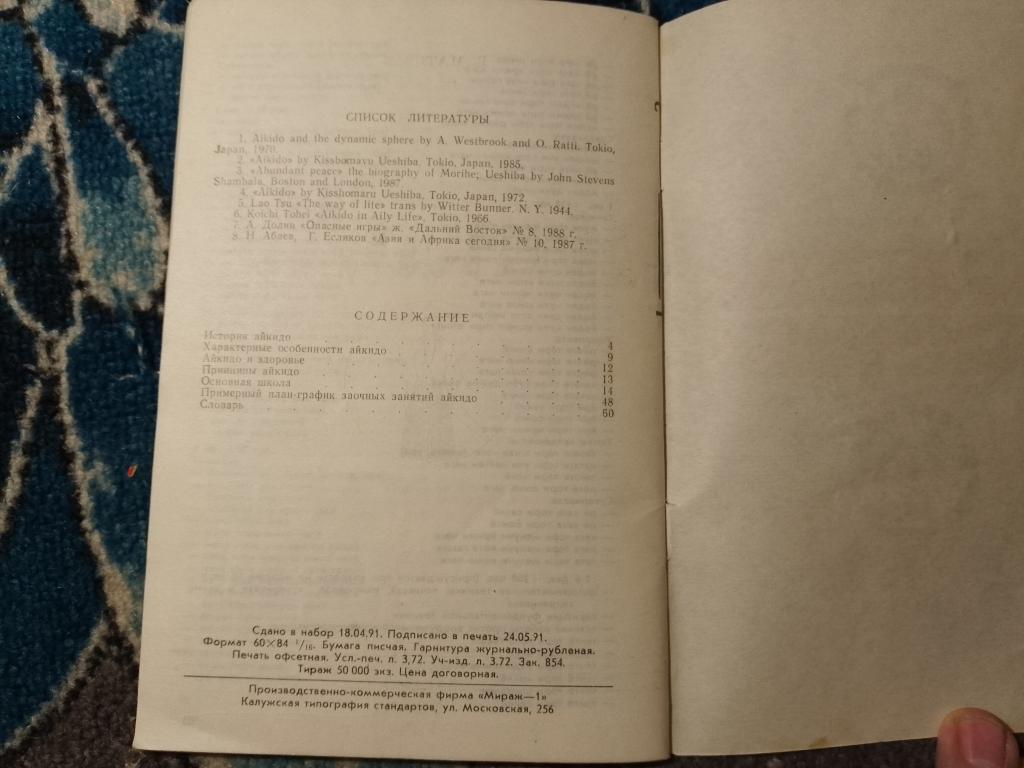 СПИСОК ЛИТЕРАТУРЫ
1. Aikido and the dynamic sphere by A. Westbrook and O. Ratti. Tokio,
Japan, 1970.
2. «Aikido» by Kissbomayu Ueshiba. Tokio, Japan, 1985.
3. «Abundant peace» the biography of Morihe; Ueshiba by John Stevens
Shambala, Boston and London, 1987.
4. «Aikido» by Kisshomaru Ueshiba, Tokio, Japan, 1972.
5. Lao Tsu «The way of life» trans by Witter Bunner. N. Y. 1944.
6. Koichi Tohei «Aikido in Aily Life», Tokio, 1966.
7. А. Долин «Опасные игры» ж. «Дальний Восток» № 8, 1988 г.
8. Н. Абаев, Г. Есляков «Азия и Африка сегодня» № 10, 1987 г.
СОДЕРЖАНИЕ
История айкидо . . . . . . . . 4
Характерные особенности айкидо . . . . . . 9
Айкидо и здоровье . . . . . . . . 12
Принципы айкидо . . . . . . . . 13
Основная школа . . . . . . . . 14
Примерный план-график заочных занятий айкидо . . . . 48
Словарь . . . . . . . . . 60
Сдано в набор 18.04.91. Подписано в печать 24.05.91.
Формат 60×84 1/16. Бумага писчая. Гарнитура журнально-рубленая.
Печать офсетная. Усл.-печ. л. 3,72. Уч-изд. л. 3.72. Зак. 854.
Тираж 50 000 экз. Цена договорная.
Производственно-коммерческая фирма «Мираж—1»
Калужская типография стандартов, ул. Московская, 256